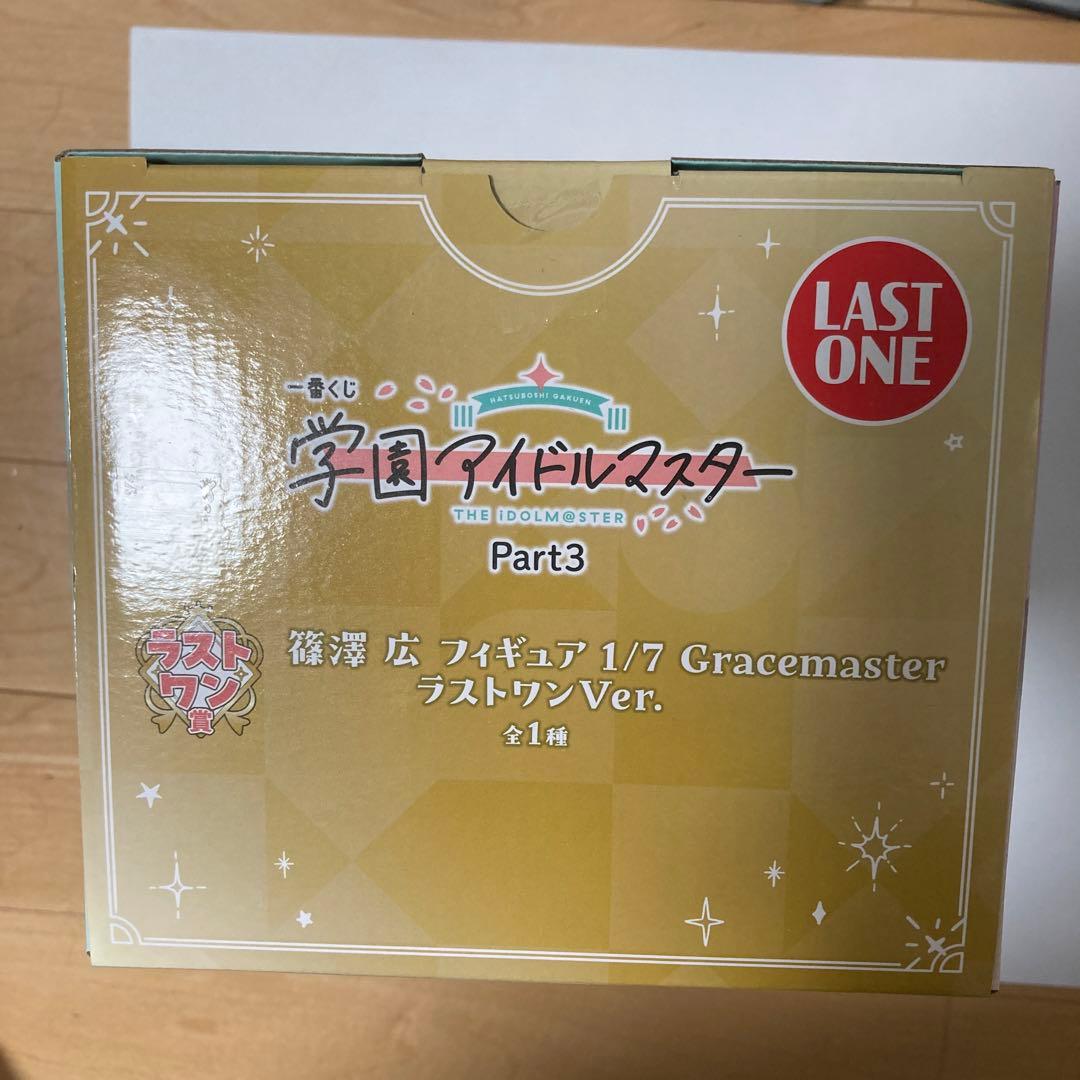 LAST
ONE
一番くじ
HATSUBOSHI GAKUEN
学園アイドルマスター
THE iDOLM@STER
Part3
ラスト
ワン
賞
篠澤 広 フィギュア 1/7 Gracemaster
ラストワンVer.
全1種